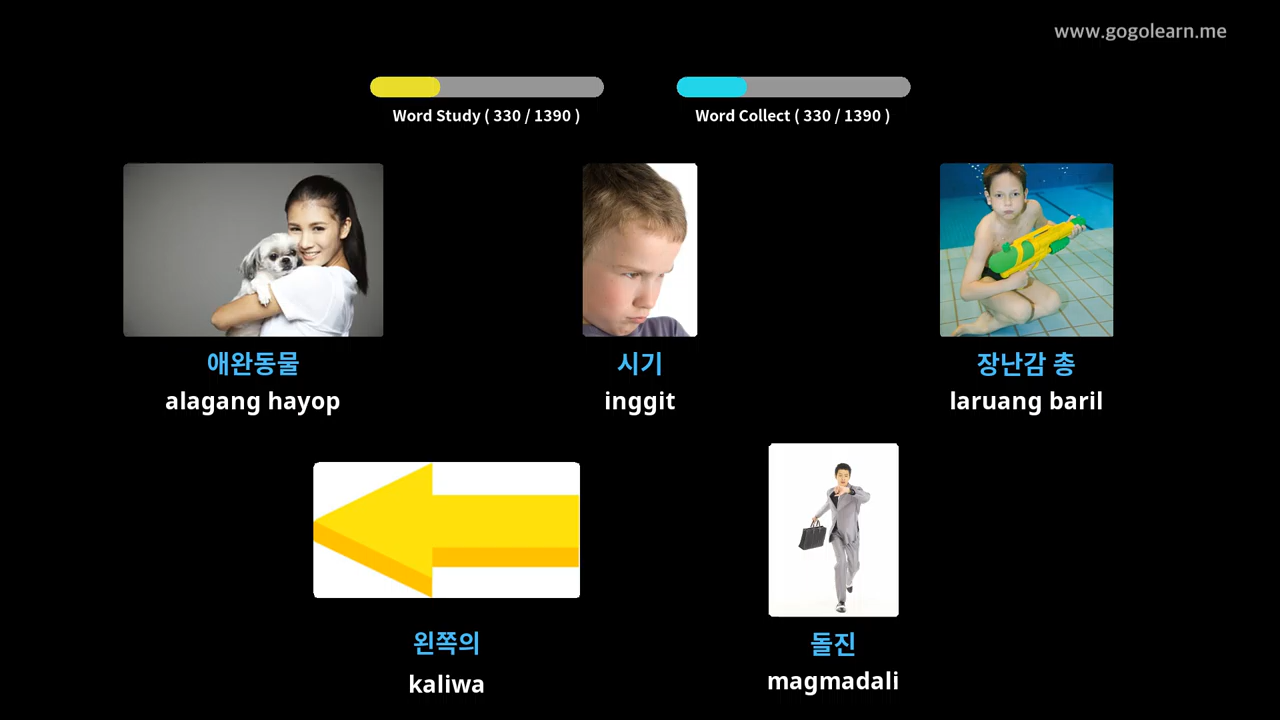 www.gogolearn.me
Word Study ( 330 / 1390 )
Word Collect ( 330 / 1390 )
애완동물
alagang hayop
시기
inggit
장난감 총
laruang baril
왼쪽의
kaliwa
돌진
magmadali